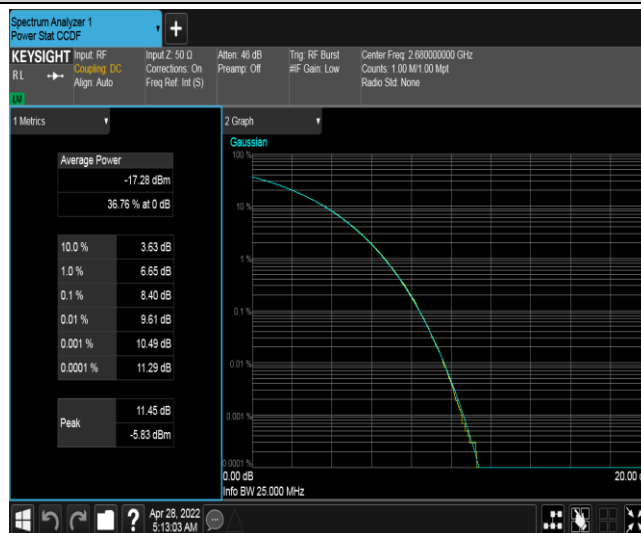 Spectrum Analyzer 1
Power Stat CCDF
+
KEYSIGHT
RL
LXI
Input: RF
Coupling: DC
Align: Auto
Input Z: 50 Ω
Corrections: On
Freq Ref: Int (S)
Atten: 46 dB
Preamp: Off
Trig: RF Burst
#IF Gain: Low
Center Freq: 2.680000000 GHz
Counts: 1.00 M/1.00 Mpt
Radio Std: None
1 Metrics
Average Power
-17.28 dBm
36.76 % at 0 dB
10.0 % 3.63 dB
1.0 % 6.65 dB
0.1 % 8.40 dB
0.01 % 9.61 dB
0.001 % 10.49 dB
0.0001 % 11.29 dB
Peak
11.45 dB
-5.83 dBm
2 Graph
Gaussian
100 %
10 %
1 %
0.1 %
0.01 %
0.001 %
0.0001 %
0.00 dB
20.00
Info BW 25.000 MHz
?
Apr 28, 2022
5:13:03 AM